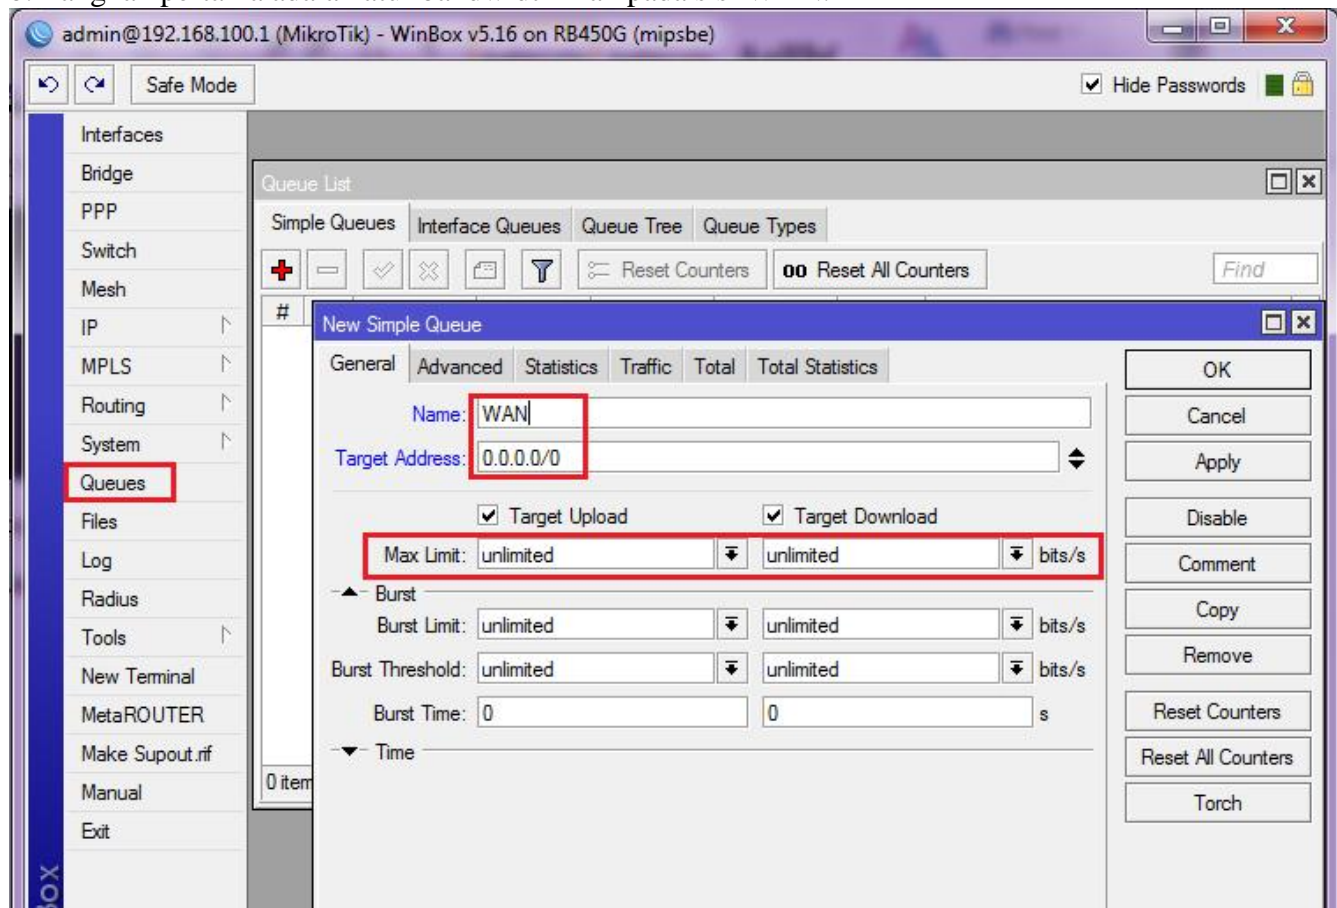 admin@192.168.100.1 (MikroTik) - WinBox v5.16 on RB450G (mipsbe)
Safe Mode
Hide Passwords
Interfaces
Bridge
PPP
Switch
Mesh
IP
MPLS
Routing
System
Queues
Files
Log
Radius
Tools
New Terminal
MetaROUTER
Make Supout.rif
Manual
Exit
Queue List
Simple Queues Interface Queues Queue Tree Queue Types
Reset Counters 00 Reset All Counters Find
#
New Simple Queue
General Advanced Statistics Traffic Total Total Statistics
Name: WAN
Target Address: 0.0.0.0/0
Target Upload Target Download
Max Limit: unlimited unlimited bits/s
Burst
Burst Limit: unlimited unlimited bits/s
Burst Threshold: unlimited unlimited bits/s
Burst Time: 0 0 s
Time
OK
Cancel
Apply
Disable
Comment
Copy
Remove
Reset Counters
Reset All Counters
Torch
0 item